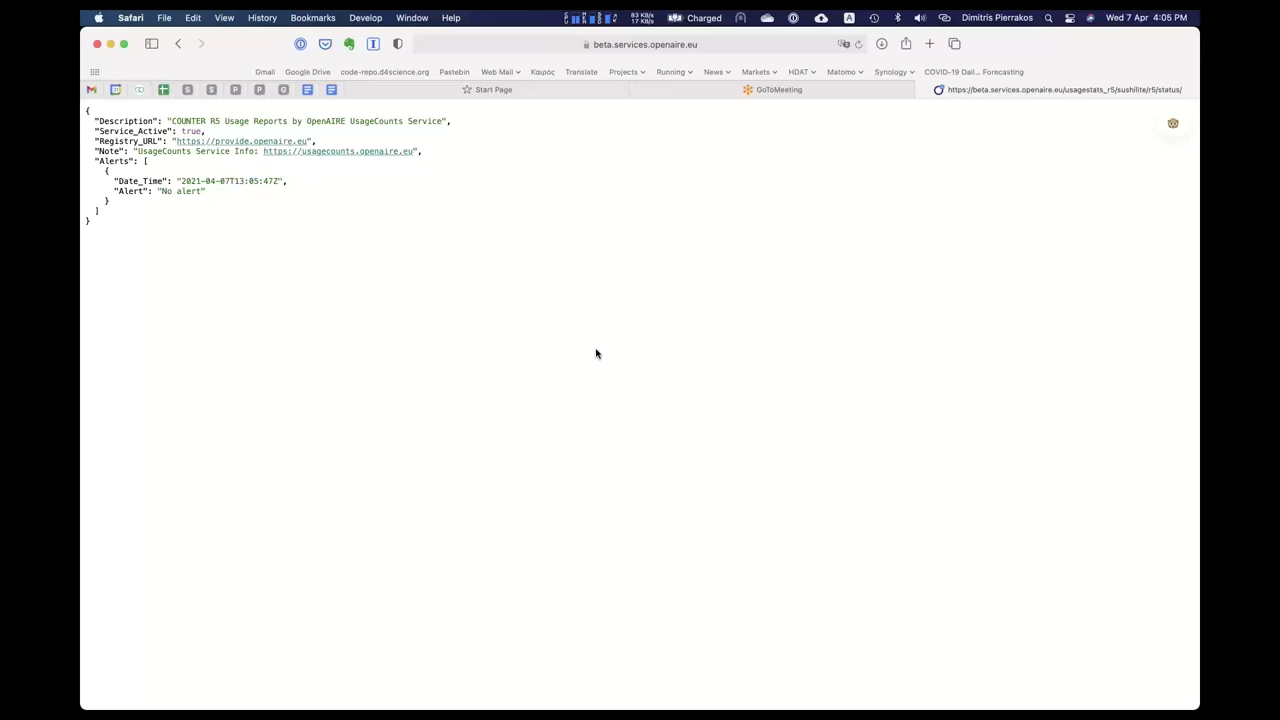 Safari File Edit View History Bookmarks Develop Window Help 83 KB/s 17 KB/s Charged A Dimitris Pierrakos Wed 7 Apr 4:05 PM
beta.services.openaire.eu
Gmail Google Drive code-repo.d4science.org Pastebin Web Mail Καιρός Translate Projects Running News Markets HDAT Matomo Synology COVID-19 Dail... Forecasting
S S P P G Start Page GoToMeeting https://beta.services.openaire.eu/usagestats_r5/sushilite/r5/status/
{
"Description": "COUNTER R5 Usage Reports by OpenAIRE UsageCounts Service",
"Service_Active": true,
"Registry_URL": "https://provide.openaire.eu",
"Note": "UsageCounts Service Info: https://usagecounts.openaire.eu",
"Alerts": [
{
"Date_Time": "2021-04-07T13:05:47Z",
"Alert": "No alert"
}
]
}